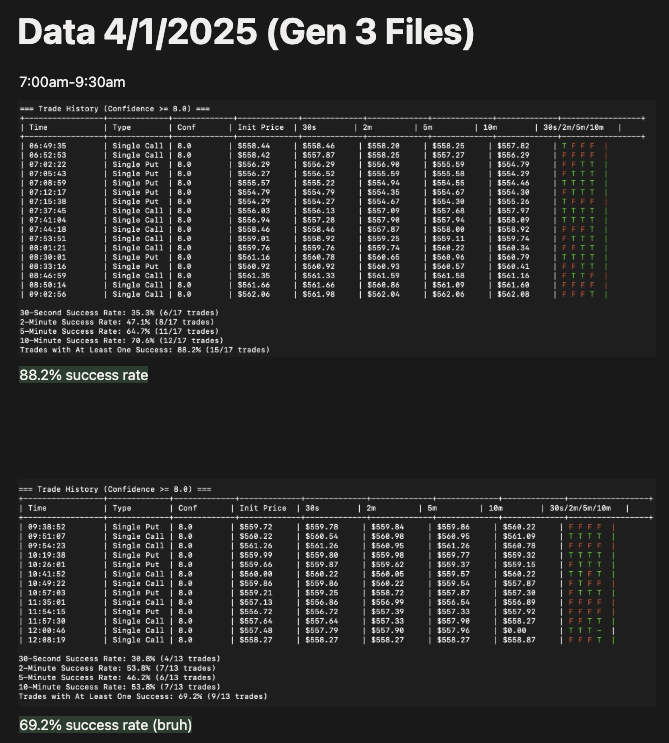 Data 4/1/2025 (Gen 3 Files)
7:00am-9:30am
=== Trade History (Confidence >= 8.0) ===
| Time | Type | Conf | Init Price | 30s | 2m | 5m | 10m | 30s/2m/5m/10m |
| 06:49:35 | Single Call | 8.0 | $558.44 | $558.46 | $558.20 | $558.25 | $557.82 | T F F F |
| 06:52:53 | Single Call | 8.0 | $558.42 | $557.87 | $558.25 | $557.27 | $556.29 | F F F F |
| 07:02:22 | Single Put | 8.0 | $556.29 | $556.29 | $556.29 | $555.59 | $554.79 | F F T T |
| 07:05:43 | Single Put | 8.0 | $556.27 | $556.52 | $555.59 | $555.58 | $554.29 | F T T T |
| 07:08:59 | Single Put | 8.0 | $555.57 | $555.22 | $554.94 | $554.55 | $554.46 | T T T T |
| 07:12:17 | Single Put | 8.0 | $554.79 | $554.35 | $554.54 | $554.67 | $554.30 |
| 07:15:38 | Single Put | 8.0 | $554.29 | $554.27 | $554.67 | $554.30 | $555.26 |
| 07:37:45 | Single Call | 8.0 | $556.03 | $556.13 | $557.09 | $557.68 | $557.97 | T T T T |
| 07:41:04 | Single Call | 8.0 | $556.94 | $557.28 | $557.90 | $557.94 | $558.09 | T T T T |
| 07:44:18 | Single Call | 8.0 | $558.46 | $558.46 | $557.87 | $558.00 | $558.92 | F F F T |
| 07:53:51 | Single Call | 8.0 | $559.01 | $558.92 | $559.25 | $559.11 | $559.74 | F T T T |
| 08:01:21 | Single Call | 8.0 | $559.76 | $559.76 | $559.74 | $560.22 | $560.34 | F F T T |
| 08:30:01 | Single Put | 8.0 | $561.16 | $560.78 | $560.65 | $560.96 | $560.79 | T T T T |
| 08:33:16 | Single Put | 8.0 | $560.92 | $560.92 | $560.93 | $560.57 | $560.41 | F F T T |
| 08:46:59 | Single Call | 8.0 | $561.35 | $561.33 | $561.59 | $561.58 | $561.16 | F T T F |
| 08:50:14 | Single Call | 8.0 | $561.66 | $561.66 | $560.86 | $561.09 | $561.60 | F F F F |
| 09:02:56 | Single Call | 8.0 | $562.06 | $561.98 | $562.04 | $562.06 | $562.08 | F F F T |
30-Second Success Rate: 35.3% (6/17 trades)
2-Minute Success Rate: 47.1% (8/17 trades)
5-Minute Success Rate: 64.7% (11/17 trades)
10-Minute Success Rate: 70.6% (12/17 trades)
Trades with At Least One Success: 88.2% (15/17 trades)
88.2% success rate
=== Trade History (Confidence >= 8.0) ===
| Time | Type | Conf | Init Price | 30s | 2m | 5m | 10m | 30s/2m/5m/10m |
| 09:38:52 | Single Put | 8.0 | $559.72 | $559.78 | $559.84 | $559.86 | $560.22 | F F F F |
| 09:51:07 | Single Call | 8.0 | $560.22 | $560.54 | $560.98 | $560.95 | $561.09 | T T T T |
| 09:54:23 | Single Call | 8.0 | $561.26 | $561.26 | $560.95 | $561.26 | $560.78 | F F F F |
| 10:19:38 | Single Put | 8.0 | $559.99 | $559.80 | $559.98 | $559.77 | $559.32 | T T T T |
| 10:26:01 | Single Put | 8.0 | $559.66 | $559.87 | $559.62 | $559.37 | $559.15 | F T T T |
| 10:41:52 | Single Call | 8.0 | $560.00 | $560.22 | $560.05 | $559.57 | $560.22 | T T F T |
| 10:49:22 | Single Put | 8.0 | $559.86 | $559.86 | $560.22 | $559.54 | $557.87 | F F T T |
| 10:57:03 | Single Put | 8.0 | $559.21 | $559.25 | $558.72 | $557.87 | $557.30 | F T T T |
| 11:35:01 | Single Call | 8.0 | $557.13 | $556.86 | $556.99 | $556.54 | $556.89 | F F F F |
| 11:54:15 | Single Put | 8.0 | $556.72 | $556.72 | $557.39 | $557.33 | $557.92 | F F F F |
| 11:57:30 | Single Call | 8.0 | $557.64 | $557.64 | $557.33 | $557.90 | $558.27 | F F T T |
| 12:00:46 | Single Call | 8.0 | $557.48 | $557.79 | $557.90 | $557.96 | $0.00 | T T T - |
| 12:08:19 | Single Call | 8.0 | $558.27 | $558.27 | $558.27 | $558.27 | $558.87 | F F F T |
30-Second Success Rate: 30.8% (4/13 trades)
2-Minute Success Rate: 53.8% (7/13 trades)
5-Minute Success Rate: 46.2% (6/13 trades)
10-Minute Success Rate: 53.8% (7/13 trades)
Trades with At Least One Success: 69.2% (9/13 trades)
69.2% success rate (bruh)